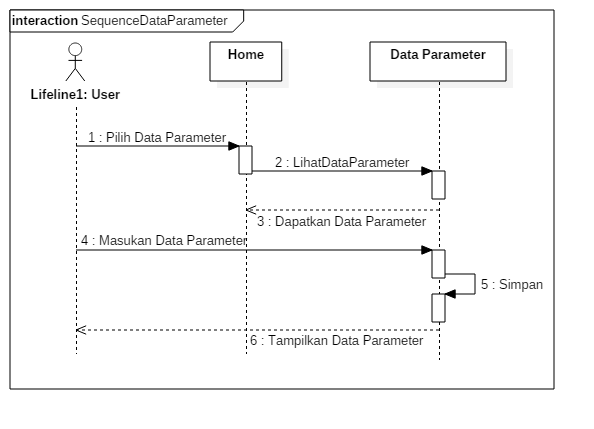 interaction SequenceDataParameter
Home
Data Parameter
Lifeline1: User
1 : Pilih Data Parameter
2 : LihatDataParameter
3 : Dapatkan Data Parameter
4 : Masukan Data Parameter
5 : Simpan
6 : Tampilkan Data Parameter